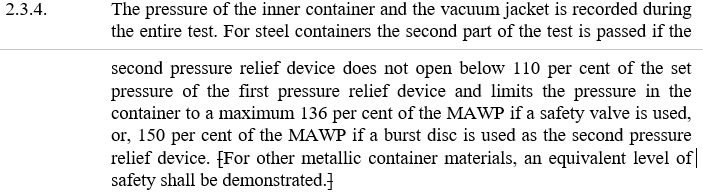 2.3.4. The pressure of the inner container and the vacuum jacket is recorded during
the entire test. For steel containers the second part of the test is passed if the
second pressure relief device does not open below 110 per cent of the set
pressure of the first pressure relief device and limits the pressure in the
container to a maximum 136 per cent of the MAWP if a safety valve is used,
or, 150 per cent of the MAWP if a burst disc is used as the second pressure
relief device. [For other metallic container materials, an equivalent level of
safety shall be demonstrated.]